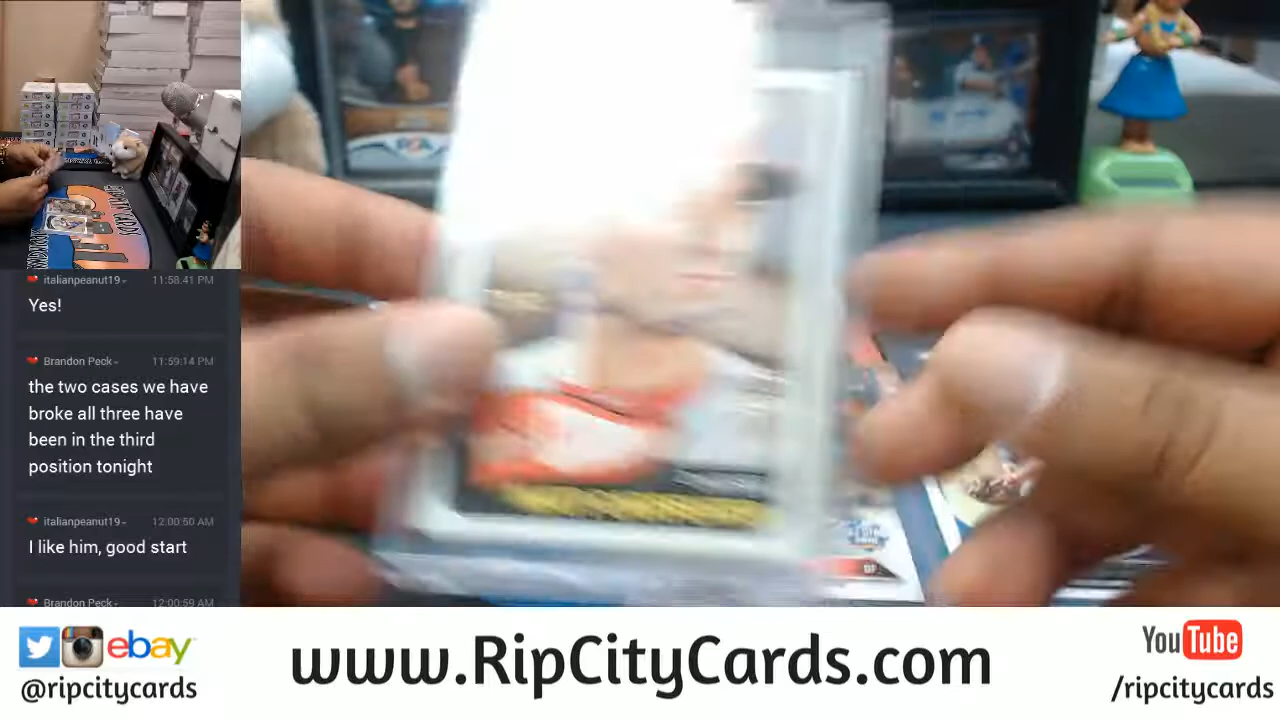 italianpeanut19 11:58.41 PM
Yes!
Brandon Peck 11:59:14 PM
the two cases we have
broke all three have
been in the third
position tonight
italianpeanut19 12:00:50 AM
I like him, good start
Brandon Peck 12:00:59 AM
ebay
@ripcitycards
www.RipCityCards.com
YouTube
/ripcitycards